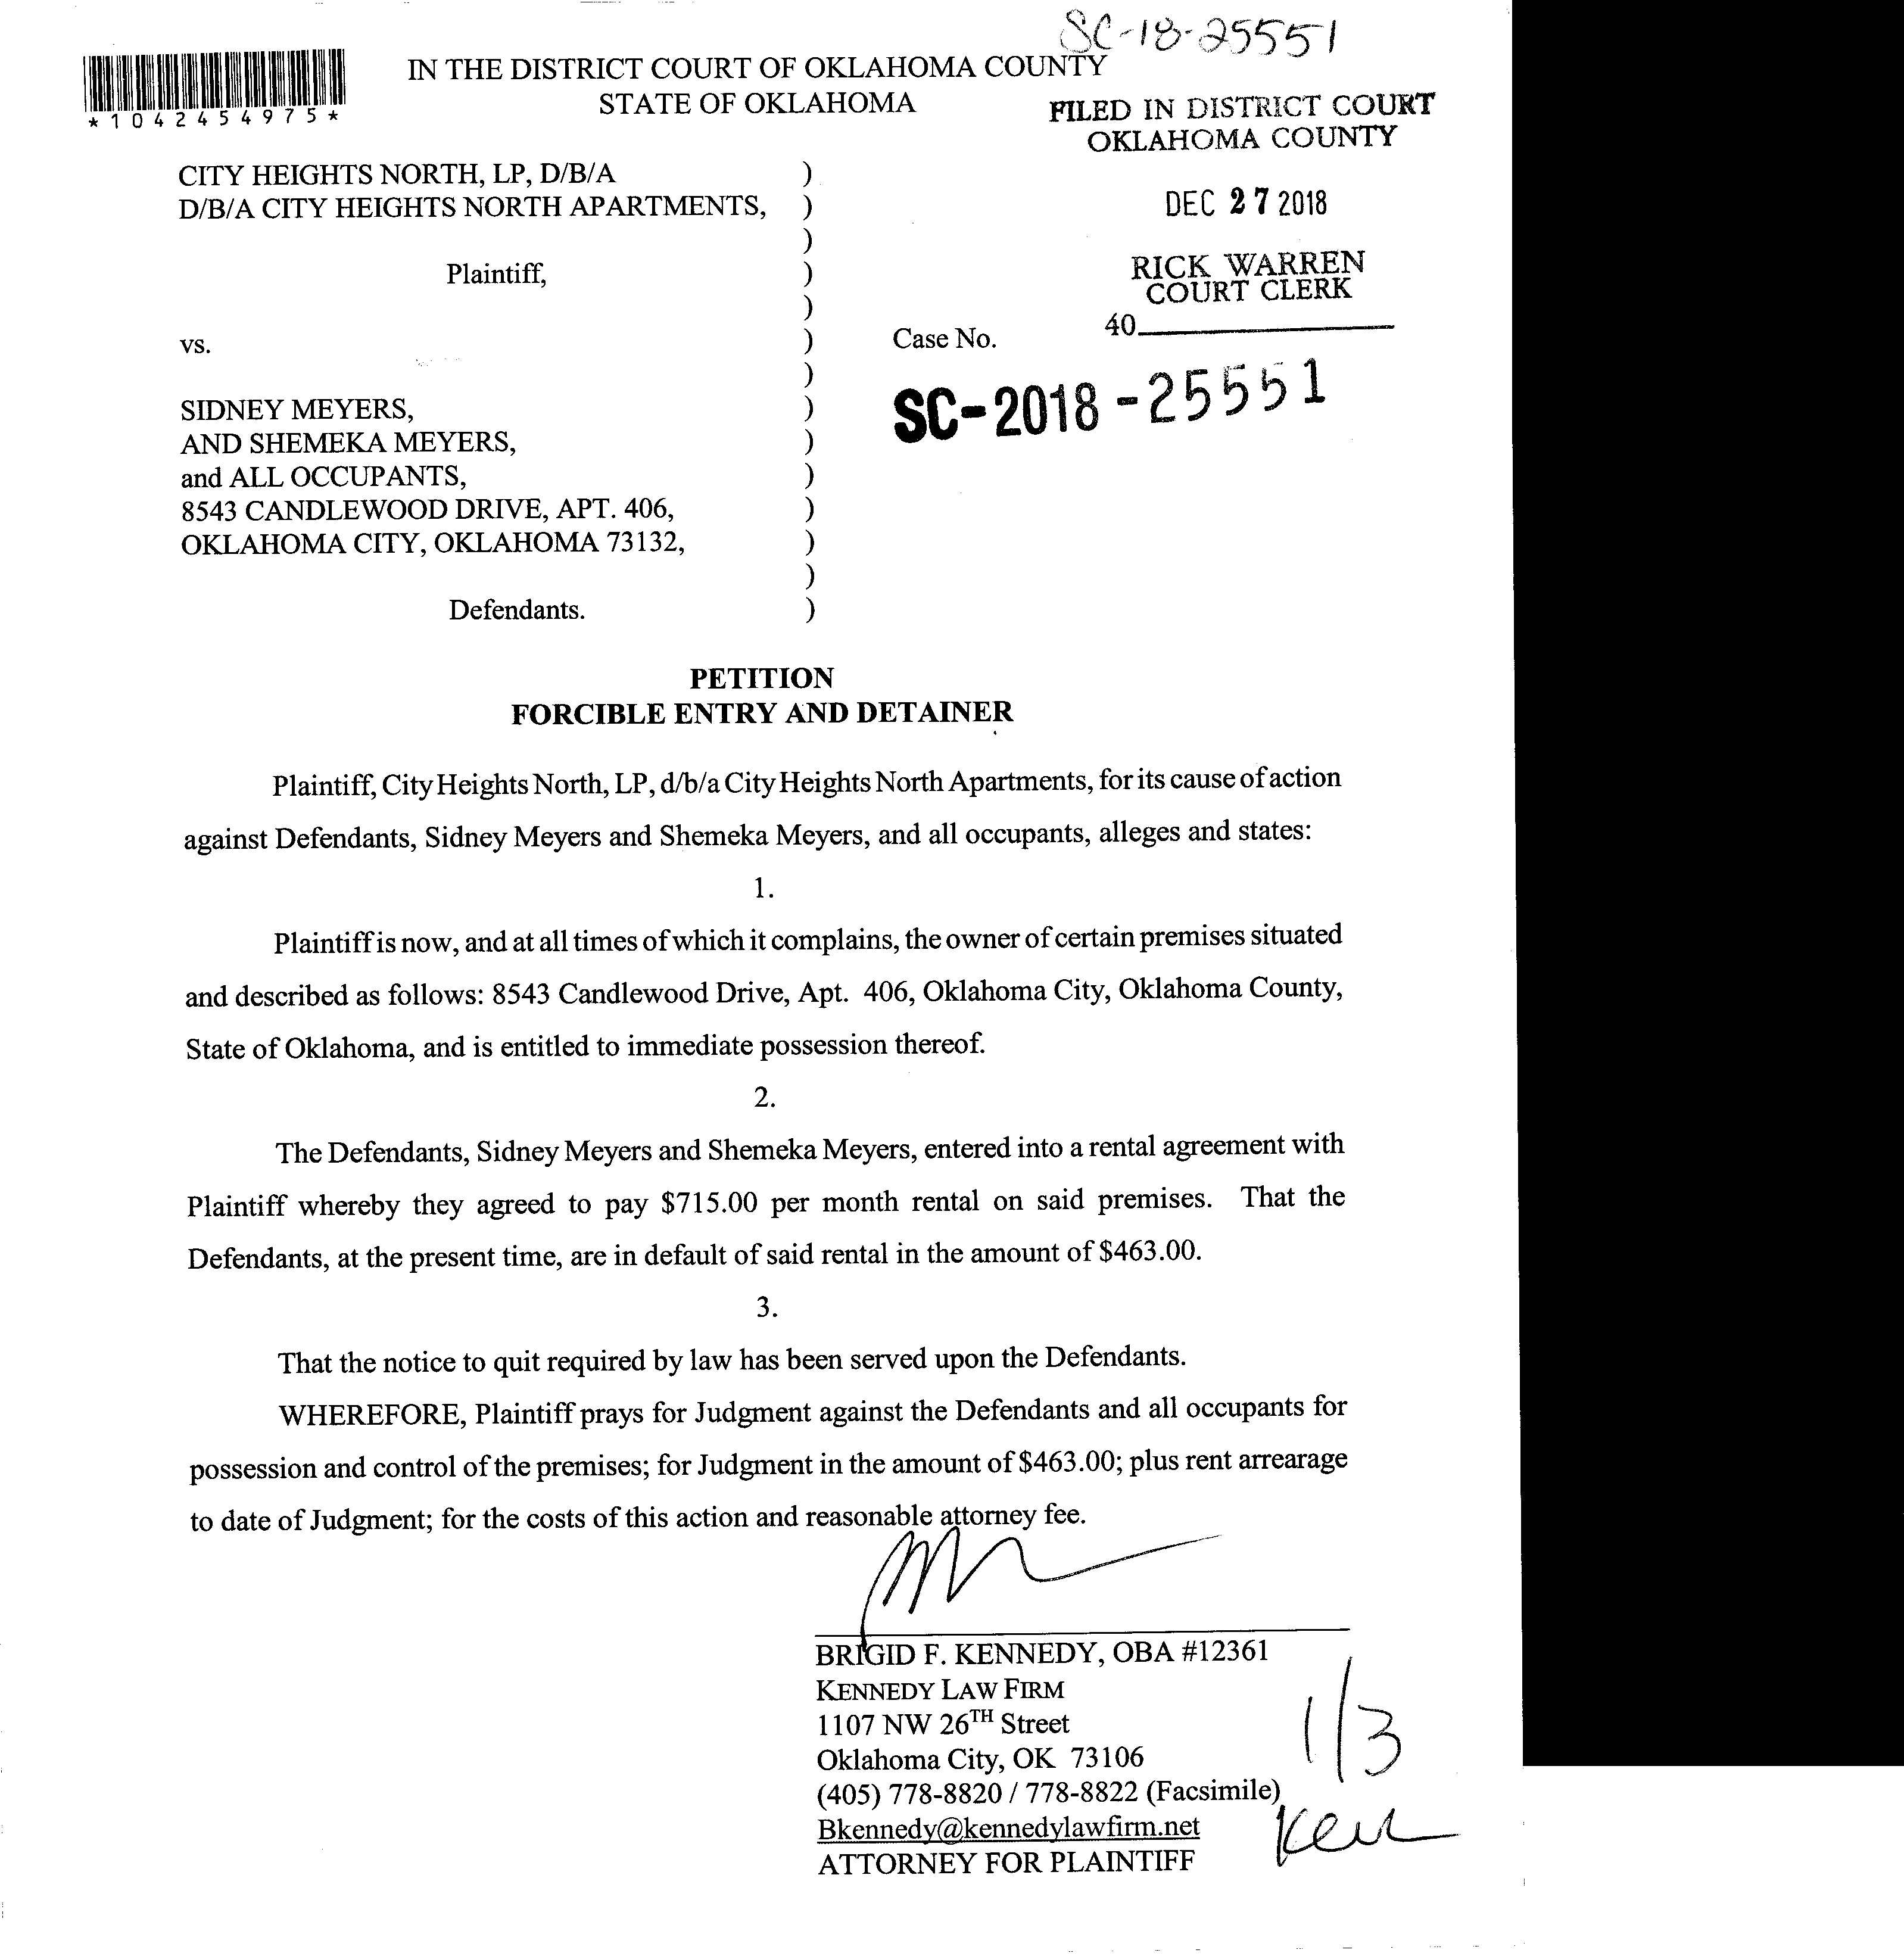 SC-18-25551
*1042454975*
IN THE DISTRICT COURT OF OKLAHOMA COUNTY
STATE OF OKLAHOMA
FILED IN DISTRICT COURT
OKLAHOMA COUNTY
DEC 27 2018
RICK WARREN
COURT CLERK
40
CITY HEIGHTS NORTH, LP, D/B/A )
D/B/A CITY HEIGHTS NORTH APARTMENTS, )
)
Plaintiff, )
)
vs. ) Case No.
)
SIDNEY MEYERS, ) SC-2018-25551
AND SHEMEKA MEYERS, )
and ALL OCCUPANTS, )
8543 CANDLEWOOD DRIVE, APT. 406, )
OKLAHOMA CITY, OKLAHOMA 73132, )
)
Defendants. )
PETITION
FORCIBLE ENTRY AND DETAINER
Plaintiff, City Heights North, LP, d/b/a City Heights North Apartments, for its cause of action
against Defendants, Sidney Meyers and Shemeka Meyers, and all occupants, alleges and states:
1.
Plaintiff is now, and at all times of which it complains, the owner of certain premises situated
and described as follows: 8543 Candlewood Drive, Apt. 406, Oklahoma City, Oklahoma County,
State of Oklahoma, and is entitled to immediate possession thereof.
2.
The Defendants, Sidney Meyers and Shemeka Meyers, entered into a rental agreement with
Plaintiff whereby they agreed to pay $715.00 per month rental on said premises. That the
Defendants, at the present time, are in default of said rental in the amount of $463.00.
3.
That the notice to quit required by law has been served upon the Defendants.
WHEREFORE, Plaintiff prays for Judgment against the Defendants and all occupants for
possession and control of the premises; for Judgment in the amount of $463.00; plus rent arrearage
to date of Judgment; for the costs of this action and reasonable attorney fee.
BRIGID F. KENNEDY, OBA #12361
KENNEDY LAW FIRM
1107 NW 26TH Street
Oklahoma City, OK 73106
(405) 778-8820 / 778-8822 (Facsimile)
Bkennedy@kennedylawfirm.net
ATTORNEY FOR PLAINTIFF
1/3